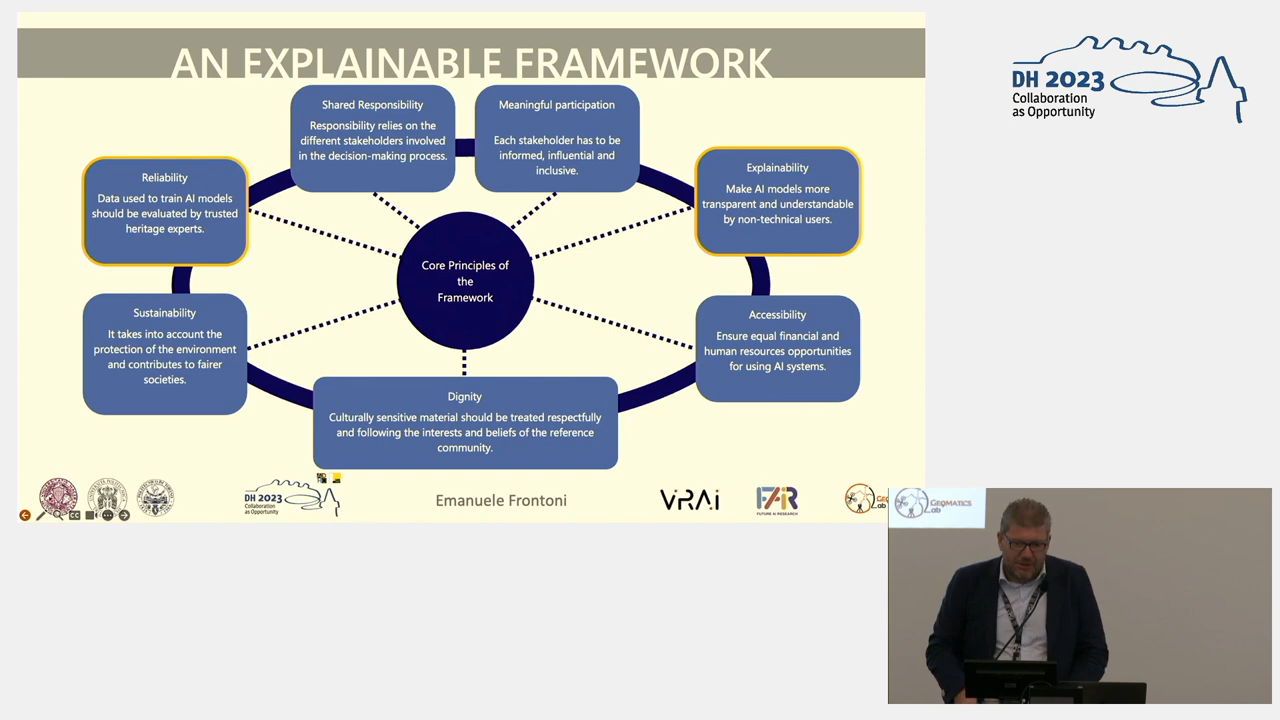 AN EXPLAINABLE FRAMEWORK
Shared Responsibility
Responsibility relies on the
different stakeholders involved
in the decision-making process.
Meaningful participation
Each stakeholder has to be
informed, influential and
inclusive.
Reliability
Data used to train AI models
should be evaluated by trusted
heritage experts.
Explainability
Make AI models more
transparent and understandable
by non-technical users.
Core Principles of
the
Framework
Sustainability
It takes into account the
protection of the environment
and contributes to fairer
societies.
Accessibility
Ensure equal financial and
human resources opportunities
for using AI systems.
Dignity
Culturally sensitive material should be treated respectfully
and following the interests and beliefs of the reference
community.
DH 2023
Collaboration
as Opportunity
Emanuele Frontoni
VRAI
FAIR
FUTURE AI RESEARCH
DH 2023
Collaboration
as Opportunity
GEOMATICS
Lab